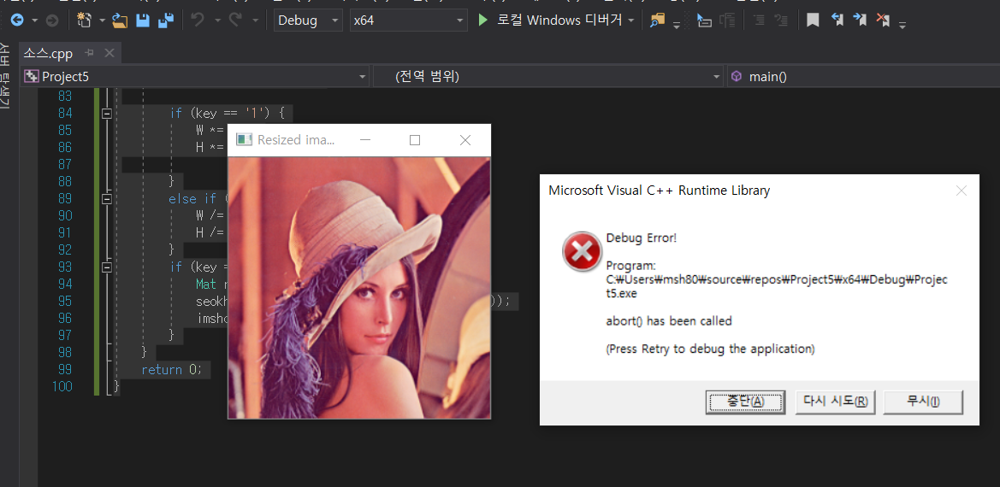 Debug
x64
로컬 Windows 디버거
소스.cpp
Project5
(전역 범위)
main()
83
84 if (key == '1') {
85 W *=
86 H *=
87
88 }
89 else if (
90 W /=
91 H /=
92 }
93 if (key =
94 Mat r
95 seokh ));
96 imsho
97 }
98 }
99 return 0;
100 }
Resized ima...
Microsoft Visual C++ Runtime Library
Debug Error!
Program:
C:\Users\msh80\source\repos\Project5\x64\Debug\Projec
t5.exe
abort() has been called
(Press Retry to debug the application)
중단(A)
다시 시도(R)
무시(I)